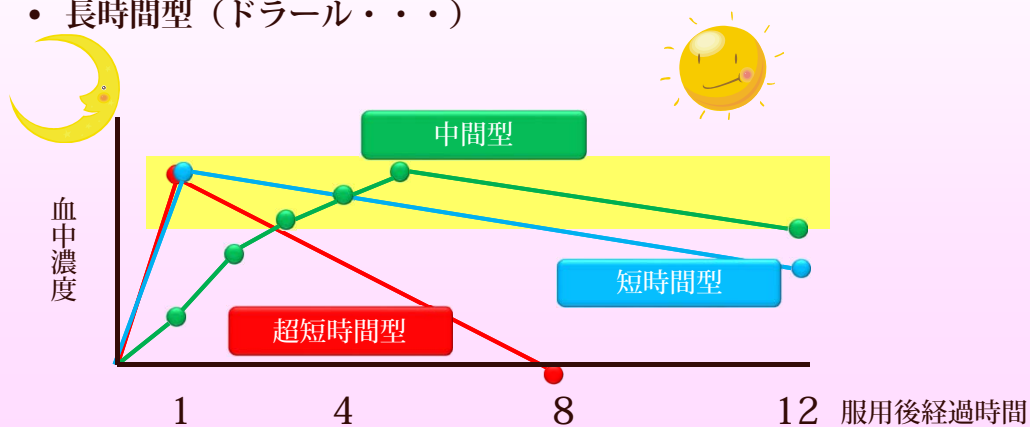 • 長時間型（ドラール・・・）
中間型
血中濃度
短時間型
超短時間型
1 4 8 12 服用後経過時間